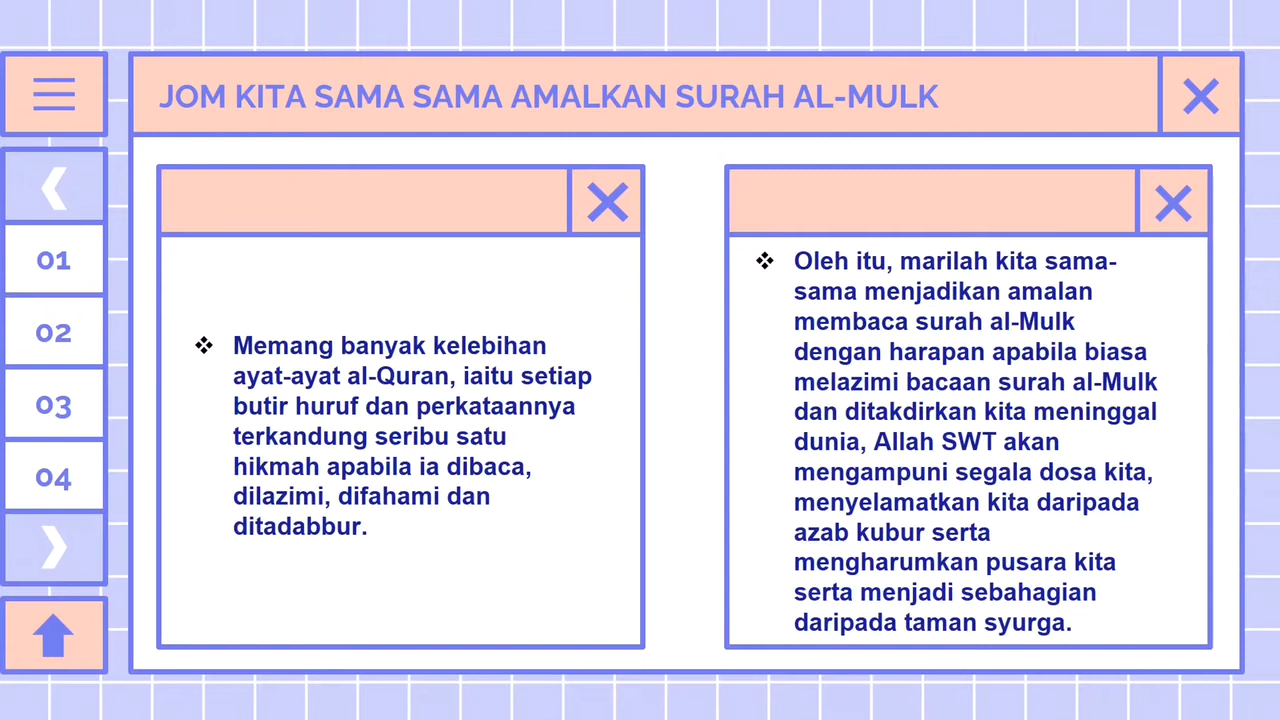 JOM KITA SAMA SAMA AMALKAN SURAH AL-MULK
01
02
03
04
❖ Memang banyak kelebihan
ayat-ayat al-Quran, iaitu setiap
butir huruf dan perkataannya
terkandung seribu satu
hikmah apabila ia dibaca,
dilazimi, difahami dan
ditadabbur.
❖ Oleh itu, marilah kita sama-
sama menjadikan amalan
membaca surah al-Mulk
dengan harapan apabila biasa
melazimi bacaan surah al-Mulk
dan ditakdirkan kita meninggal
dunia, Allah SWT akan
mengampuni segala dosa kita,
menyelamatkan kita daripada
azab kubur serta
mengharumkan pusara kita
serta menjadi sebahagian
daripada taman syurga.